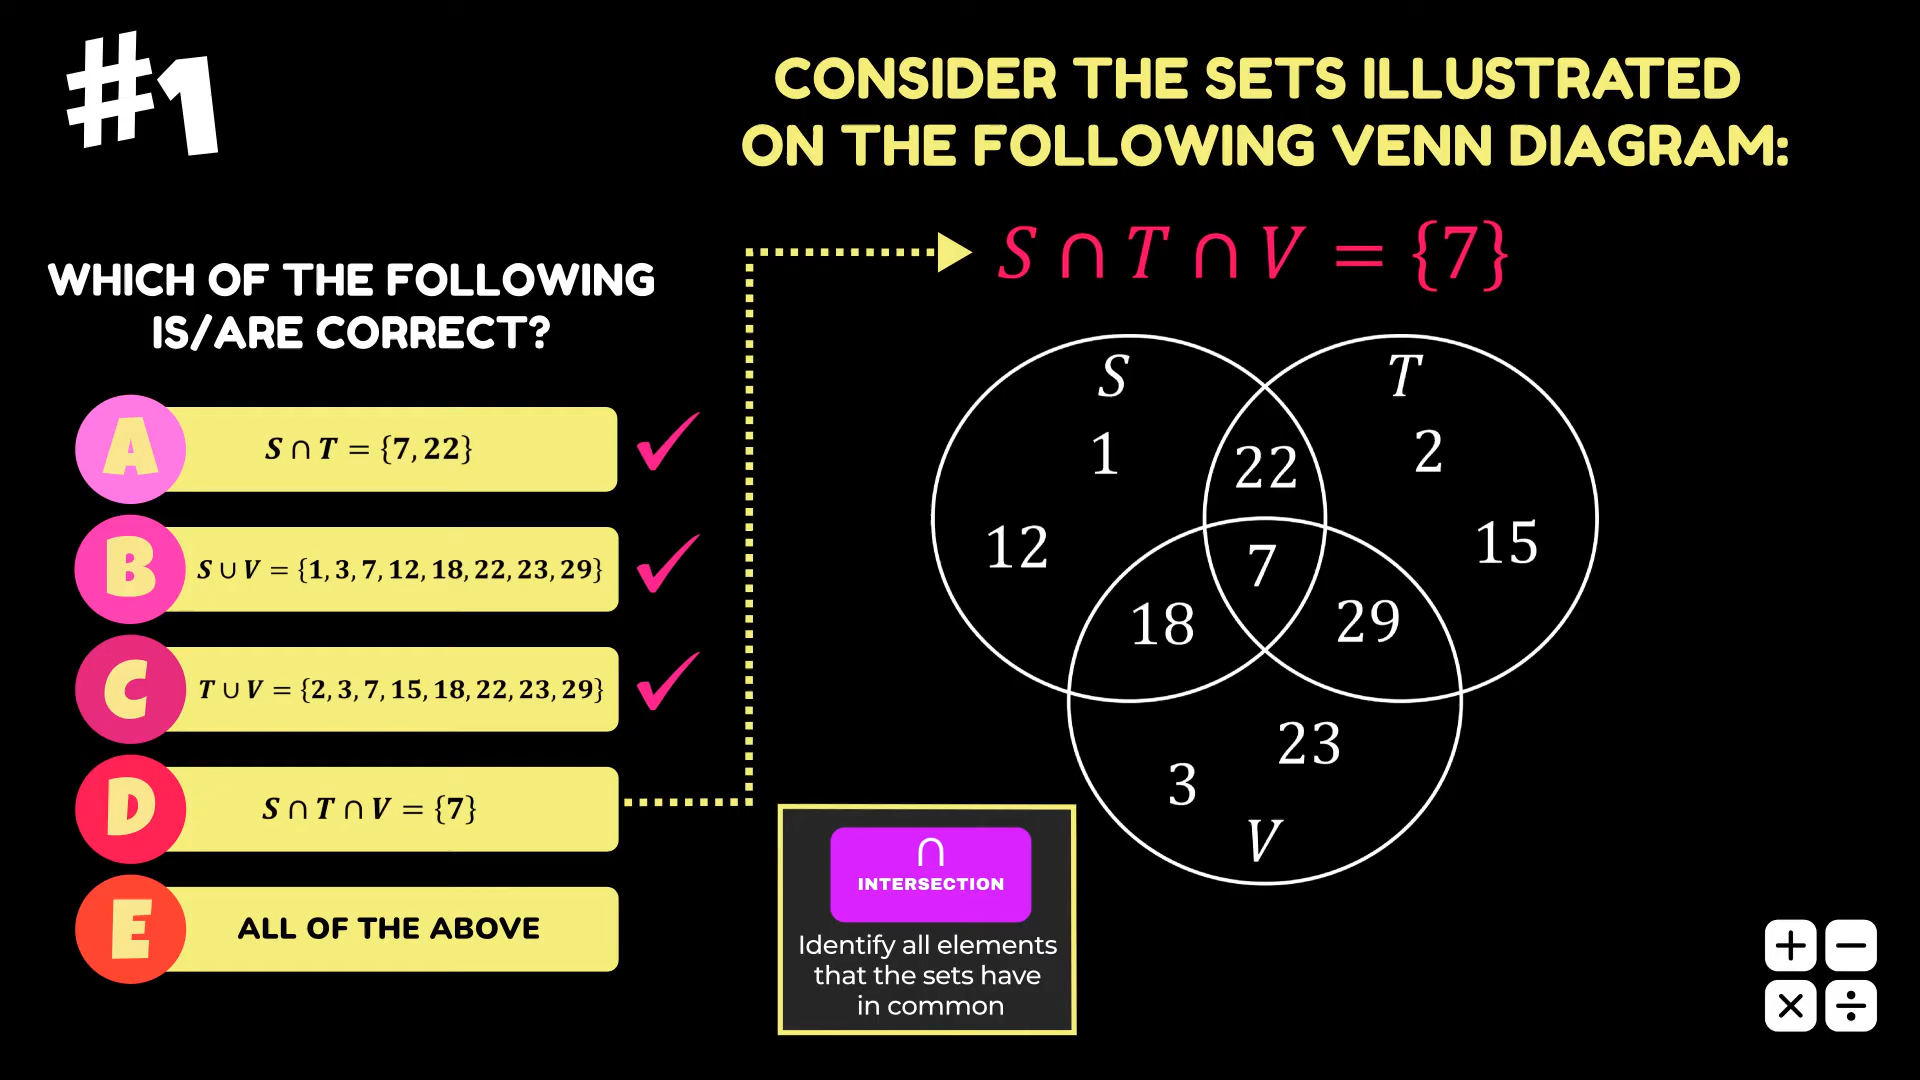 #1
CONSIDER THE SETS ILLUSTRATED
ON THE FOLLOWING VENN DIAGRAM:
WHICH OF THE FOLLOWING
IS/ARE CORRECT?
A
S ∩ T = {7, 22}
B
S ∪ V = {1, 3, 7, 12, 18, 22, 23, 29}
C
T ∪ V = {2, 3, 7, 15, 18, 22, 23, 29}
D
S ∩ T ∩ V = {7}
E
ALL OF THE ABOVE
S ∩ T ∩ V = {7}
S
T
1
22
2
12
7
15
18
29
23
3
V
∩
INTERSECTION
Identify all elements
that the sets have
in common
+ −
× ÷